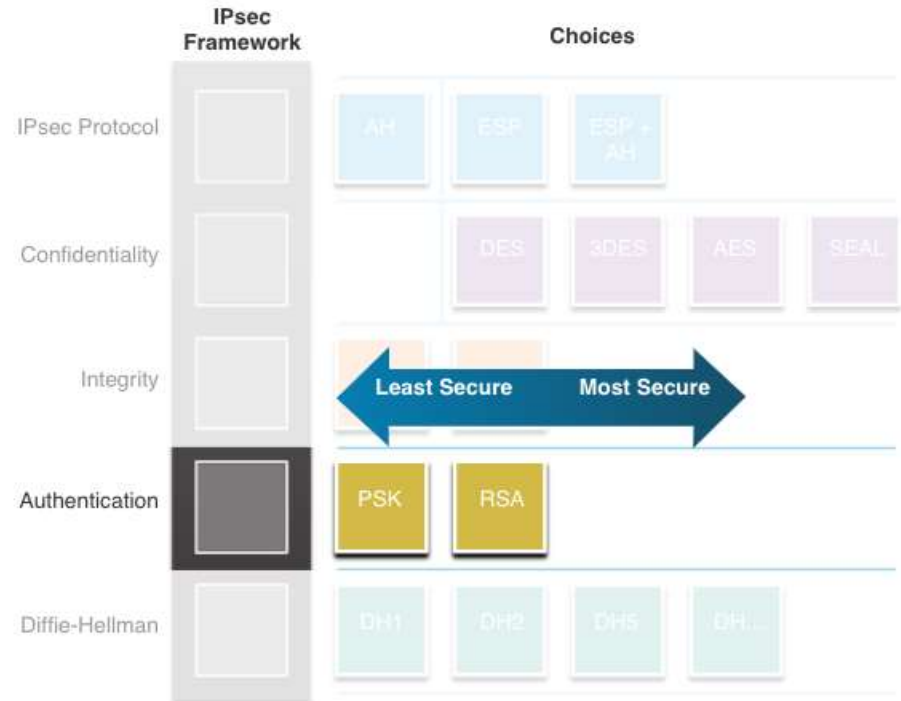 IPsec
Framework
Choices
IPsec Protocol
AH
ESP
ESP +
AH
Confidentiality
DES
3DES
AES
SEAL
Integrity
Least Secure
Most Secure
Authentication
PSK
RSA
Diffie-Hellman
DH1
DH2
DH5
DH...